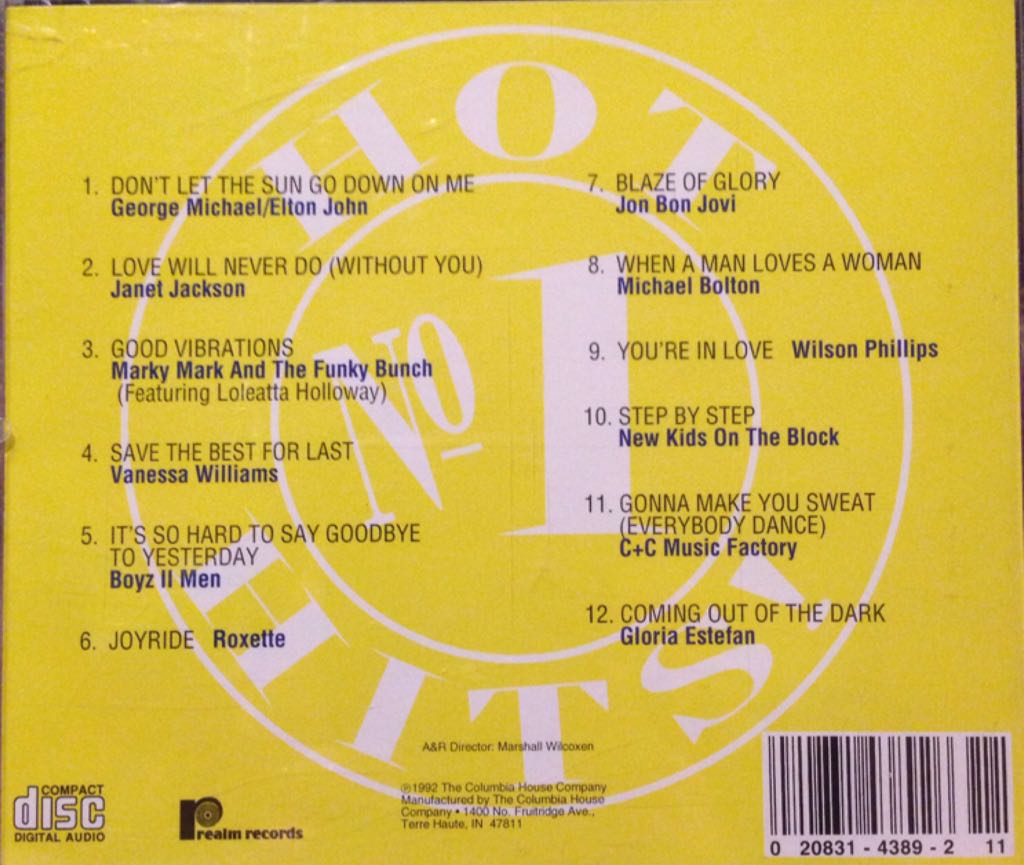 HOT
No 1
HITS
1. DON'T LET THE SUN GO DOWN ON ME
George Michael/Elton John
2. LOVE WILL NEVER DO (WITHOUT YOU)
Janet Jackson
3. GOOD VIBRATIONS
Marky Mark And The Funky Bunch
(Featuring Loleatta Holloway)
4. SAVE THE BEST FOR LAST
Vanessa Williams
5. IT'S SO HARD TO SAY GOODBYE
TO YESTERDAY
Boyz II Men
6. JOYRIDE Roxette
7. BLAZE OF GLORY
Jon Bon Jovi
8. WHEN A MAN LOVES A WOMAN
Michael Bolton
9. YOU'RE IN LOVE Wilson Phillips
10. STEP BY STEP
New Kids On The Block
11. GONNA MAKE YOU SWEAT
(EVERYBODY DANCE)
C+C Music Factory
12. COMING OUT OF THE DARK
Gloria Estefan
A&R Director: Marshall Wilcoxen
COMPACT
disc
DIGITAL AUDIO
realm records
℗1992 The Columbia House Company
Manufactured by The Columbia House
Company • 1400 No. Fruitridge Ave.,
Terre Haute, IN 47811
0 20831 - 4389 - 2 11